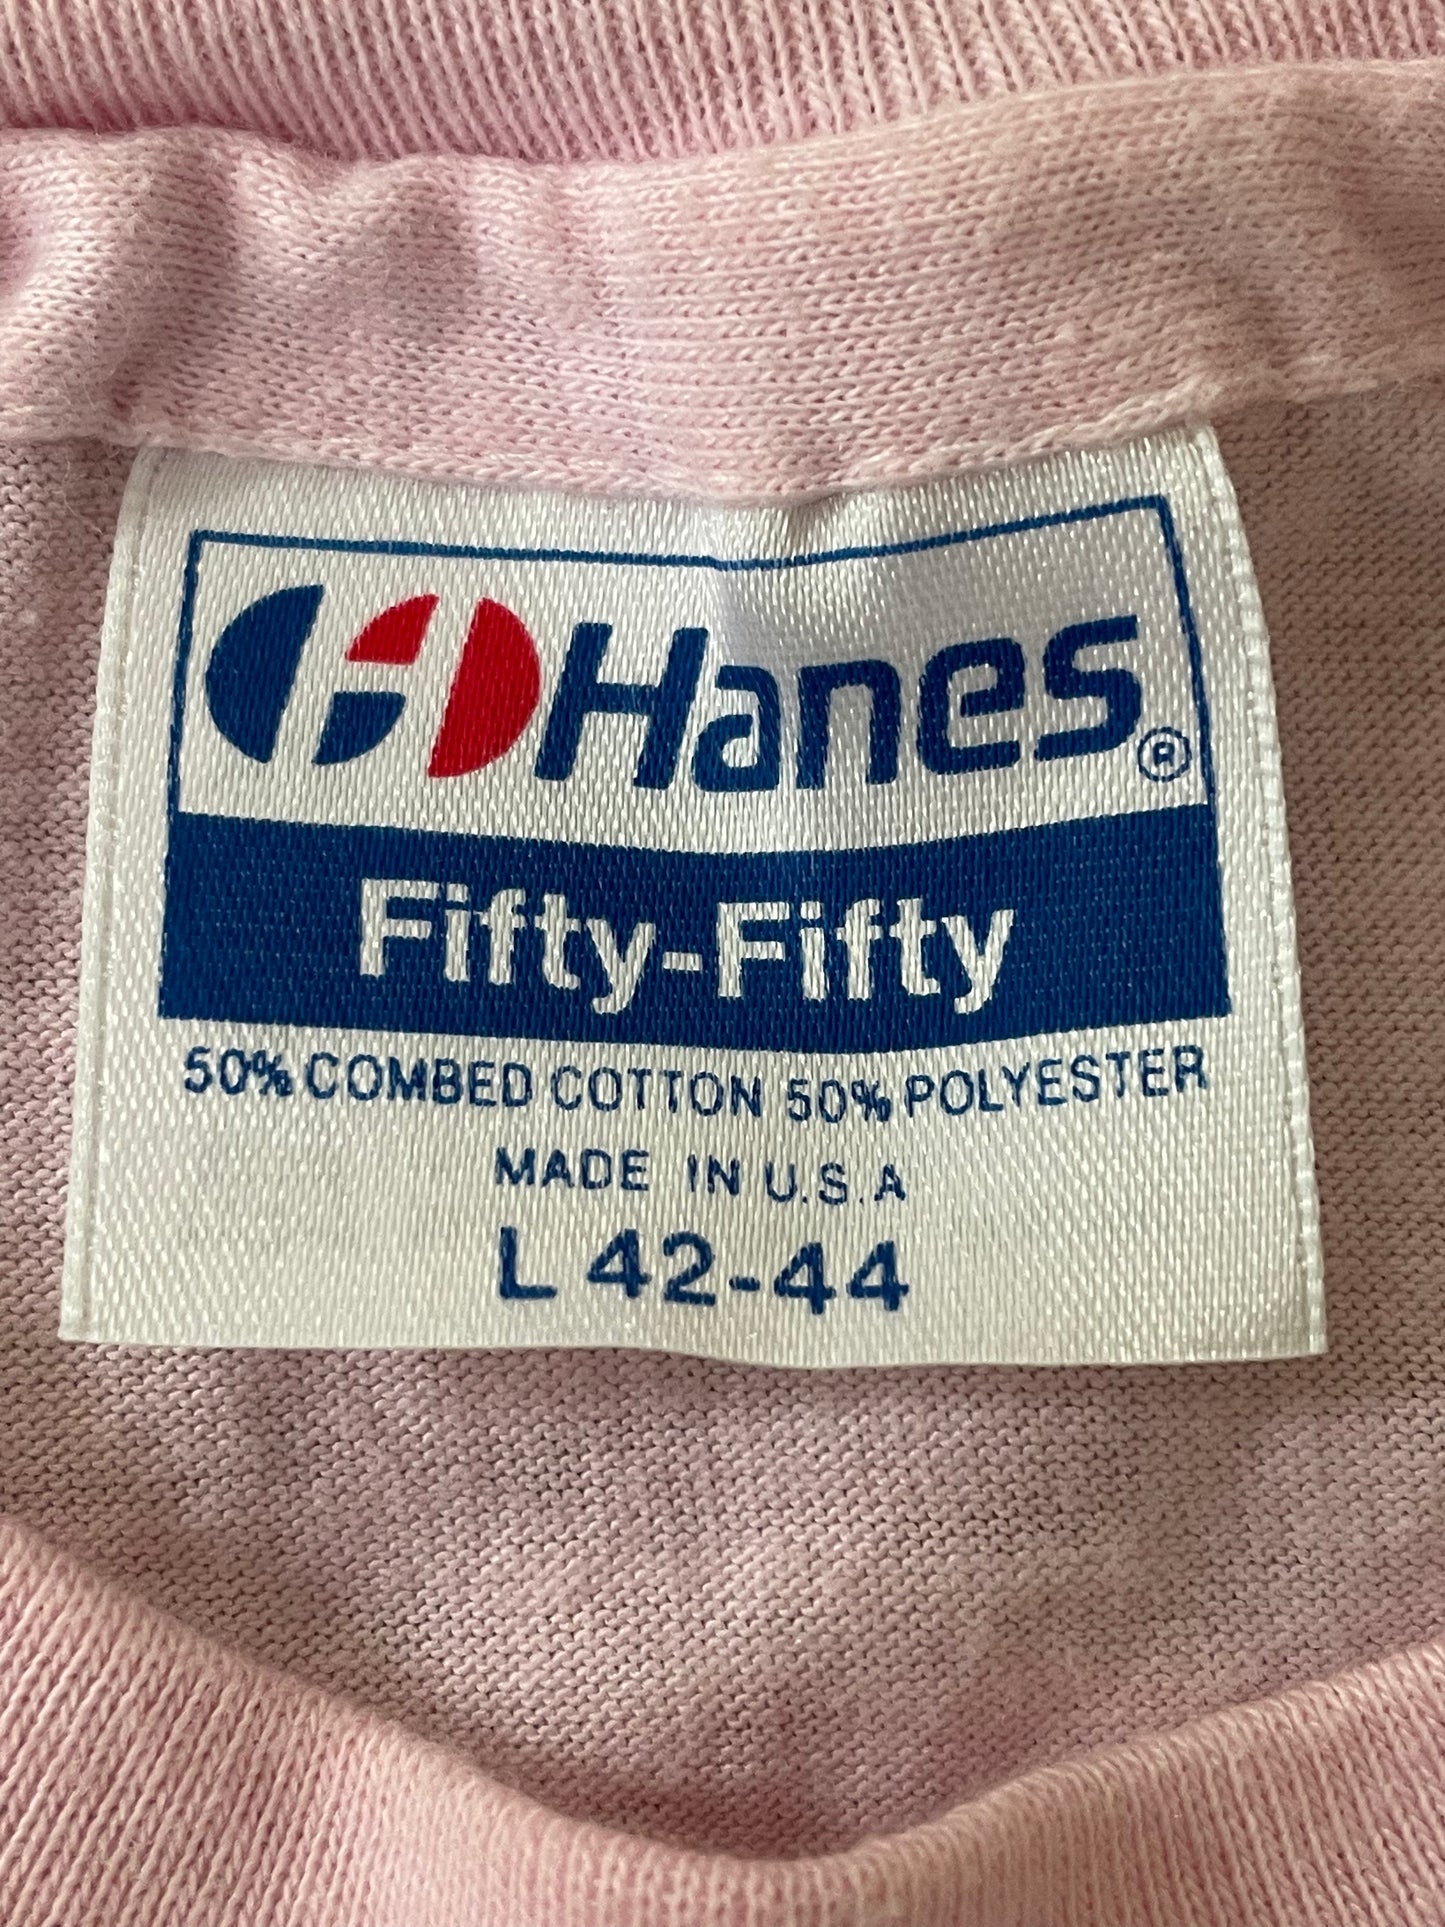 Hanes®
Fifty-Fifty
50% COMBED COTTON 50% POLYESTER
MADE IN U.S.A
L 42-44